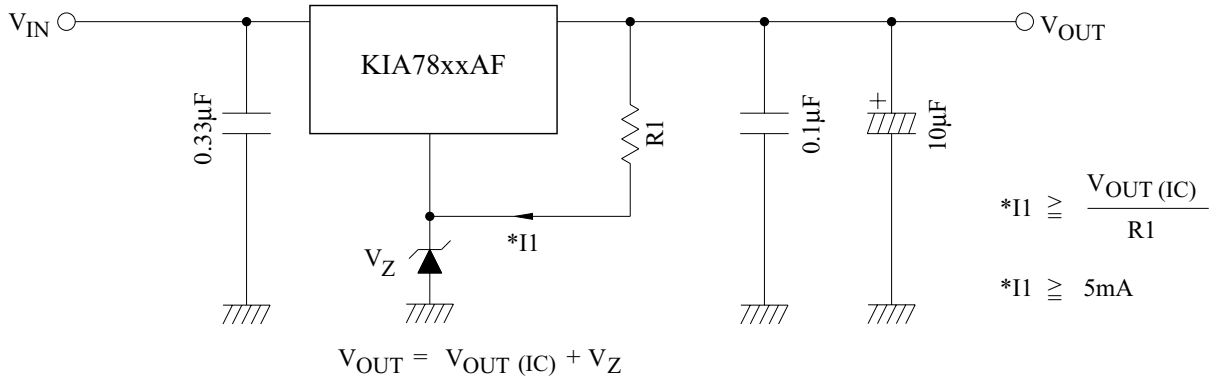 VIN
KIA78xxAF
VOUT
0.33µF
R1
0.1µF
+
10µF
*I1
VZ
*I1 ≧ VOUT (IC)
R1
*I1 ≧ 5mA
VOUT = VOUT (IC) + VZ